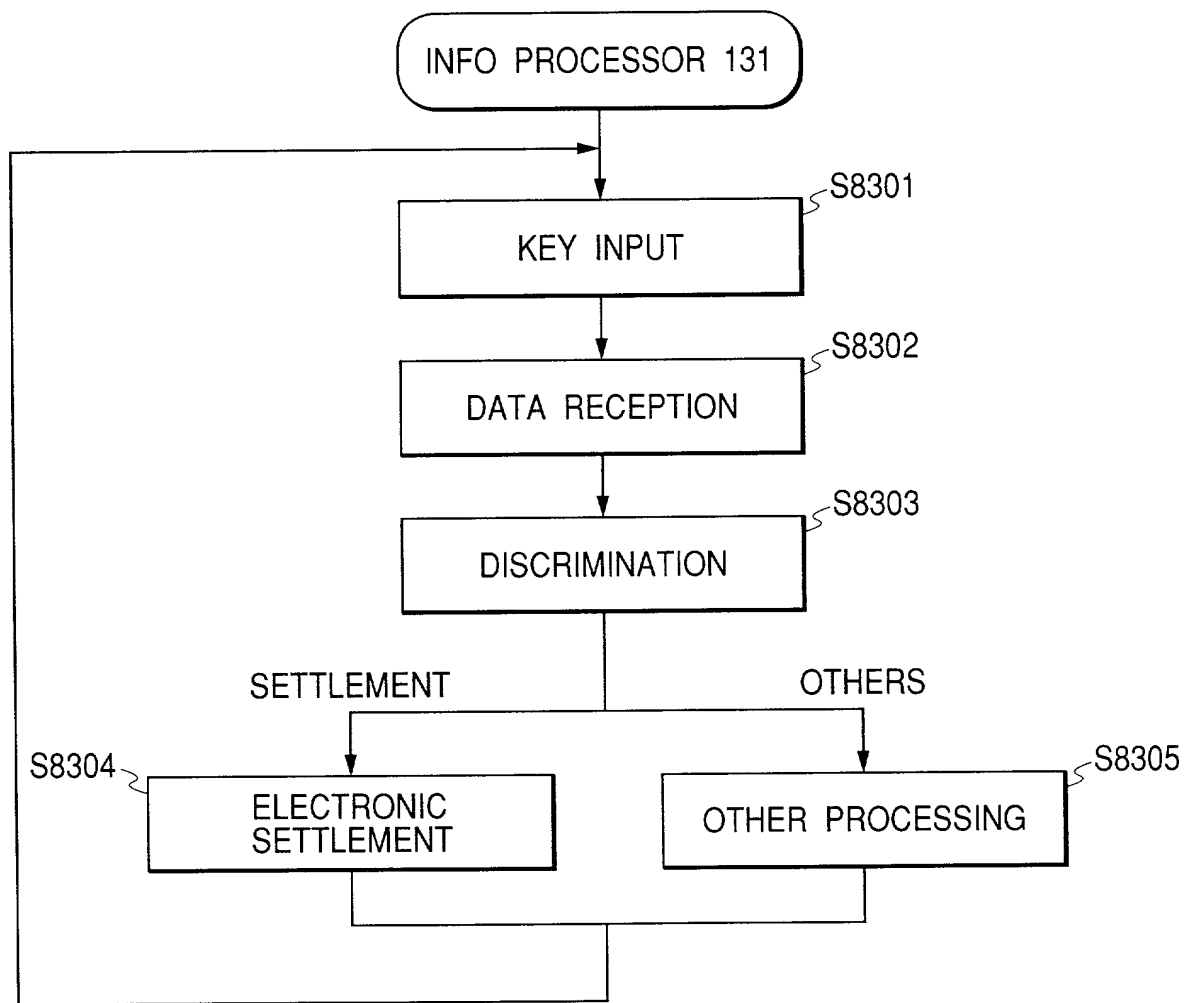 INFO PROCESSOR 131
S8301
KEY INPUT
S8302
DATA RECEPTION
S8303
DISCRIMINATION
SETTLEMENT
OTHERS
S8304
ELECTRONIC
SETTLEMENT
S8305
OTHER PROCESSING